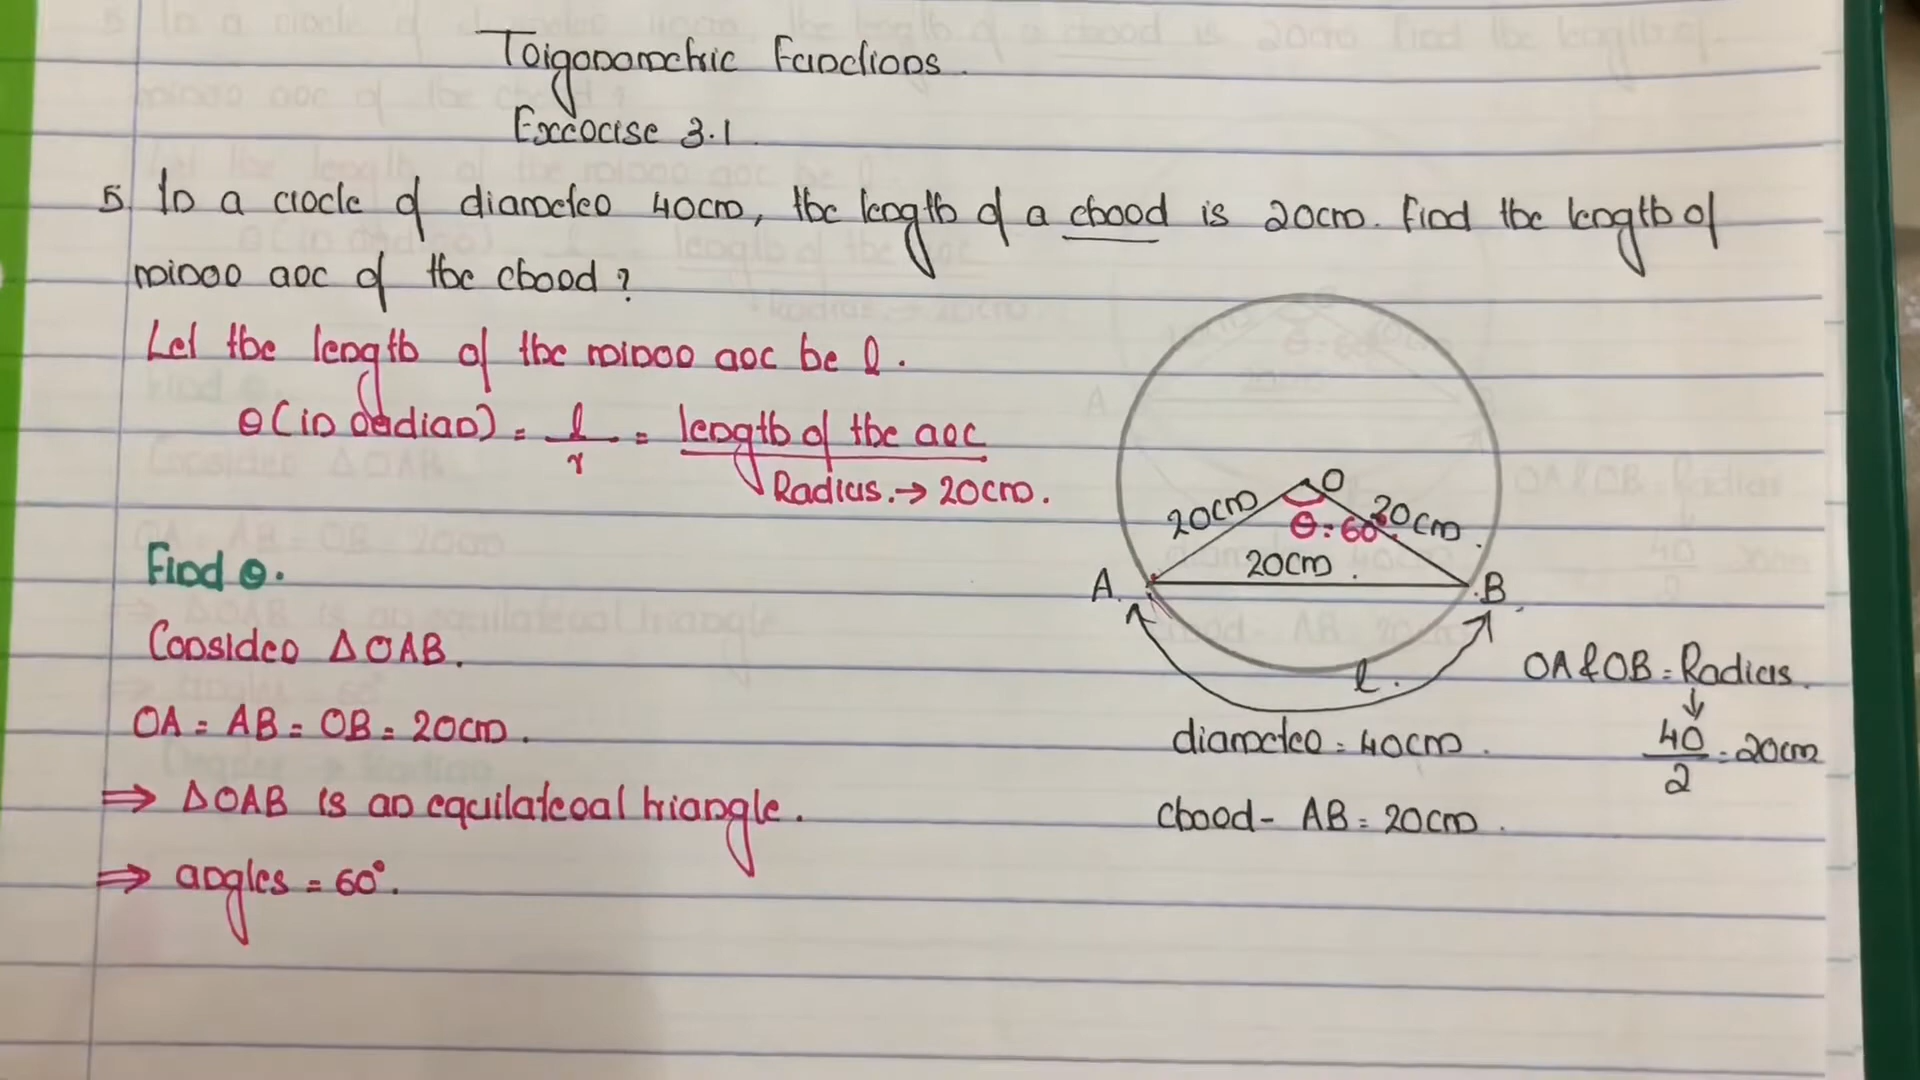 Trigonometric Functions.
Exercise 3.1.
5. In a circle of diameter 40cm, the length of a chord is 20cm. Find the length of
minor arc of the chord?
Let the length of the minor arc be l.
θ(in radian) = l/r = length of the arc / Radius. → 20cm.
Find θ.
Consider ΔOAB.
OA = AB = OB = 20cm.
⇒ ΔOAB is an equilateral triangle.
⇒ angles = 60°.
O
20cm
20cm.
θ = 60°
20cm.
A.
B.
l.
diameter = 40cm.
chord - AB = 20cm.
OA & OB = Radius.
↓
40/2 = 20cm